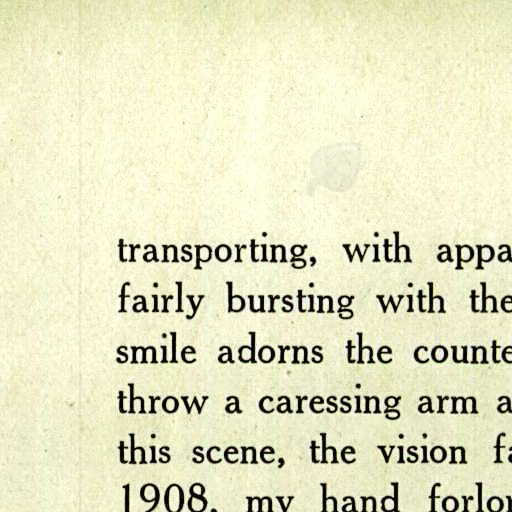 transporting, with appa
fairly bursting with the
smile adorns the counte
throw a caressing arm a
this scene, the vision fa
1908, my hand forlor